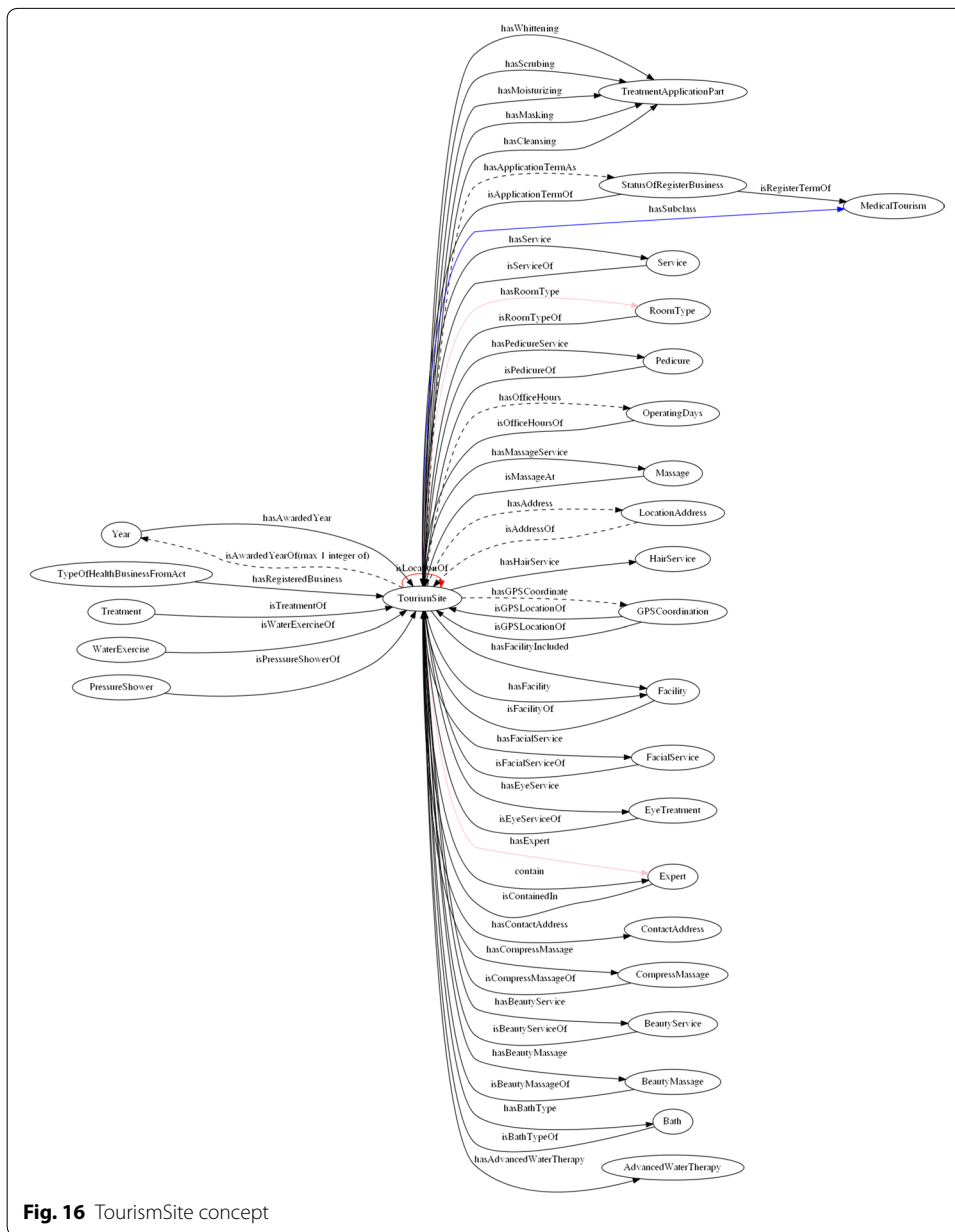 hasWhittening
hasScrubing
hasMoisturizing
TreatmentApplicationPart
hasMasking
hasCleansing
hasApplicationTermAs
StatusOfRegisterBusiness
isRegisterTermOf
isApplicationTermOf
MedicalTourism
hasSubclass
hasService
Service
isServiceOf
hasRoomType
RoomType
isRoomTypeOf
hasPedicureService
Pedicure
isPedicureOf
hasOfficeHours
OperatingDays
isOfficeHoursOf
hasMassageService
Massage
isMassageAt
hasAddress
LocationAddress
isAddressOf
hasAwardedYear
Year
isAwardedYearOf(max 1 integer of)
isLocationOf
hasHairService
HairService
TypeOfHealthBusinessFromAct
hasRegisteredBusiness
TourismSite
hasGPSCoordinate
Treatment
isTreatmentOf
isGPSLocationOf
GPSCoordination
isWaterExerciseOf
isGPSLocationOf
WaterExercise
hasFacilityIncluded
isPresssureShowerOf
PressureShower
hasFacility
Facility
isFacilityOf
hasFacialService
FacialService
isFacialServiceOf
hasEyeService
EyeTreatment
isEyeServiceOf
hasExpert
contain
Expert
isContainedIn
hasContactAddress
ContactAddress
hasCompressMassage
CompressMassage
isCompressMassageOf
hasBeautyService
BeautyService
isBeautyServiceOf
hasBeautyMassage
BeautyMassage
isBeautyMassageOf
hasBathType
Bath
isBathTypeOf
hasAdvancedWaterTherapy
AdvancedWaterTherapy
Fig. 16 TourismSite concept